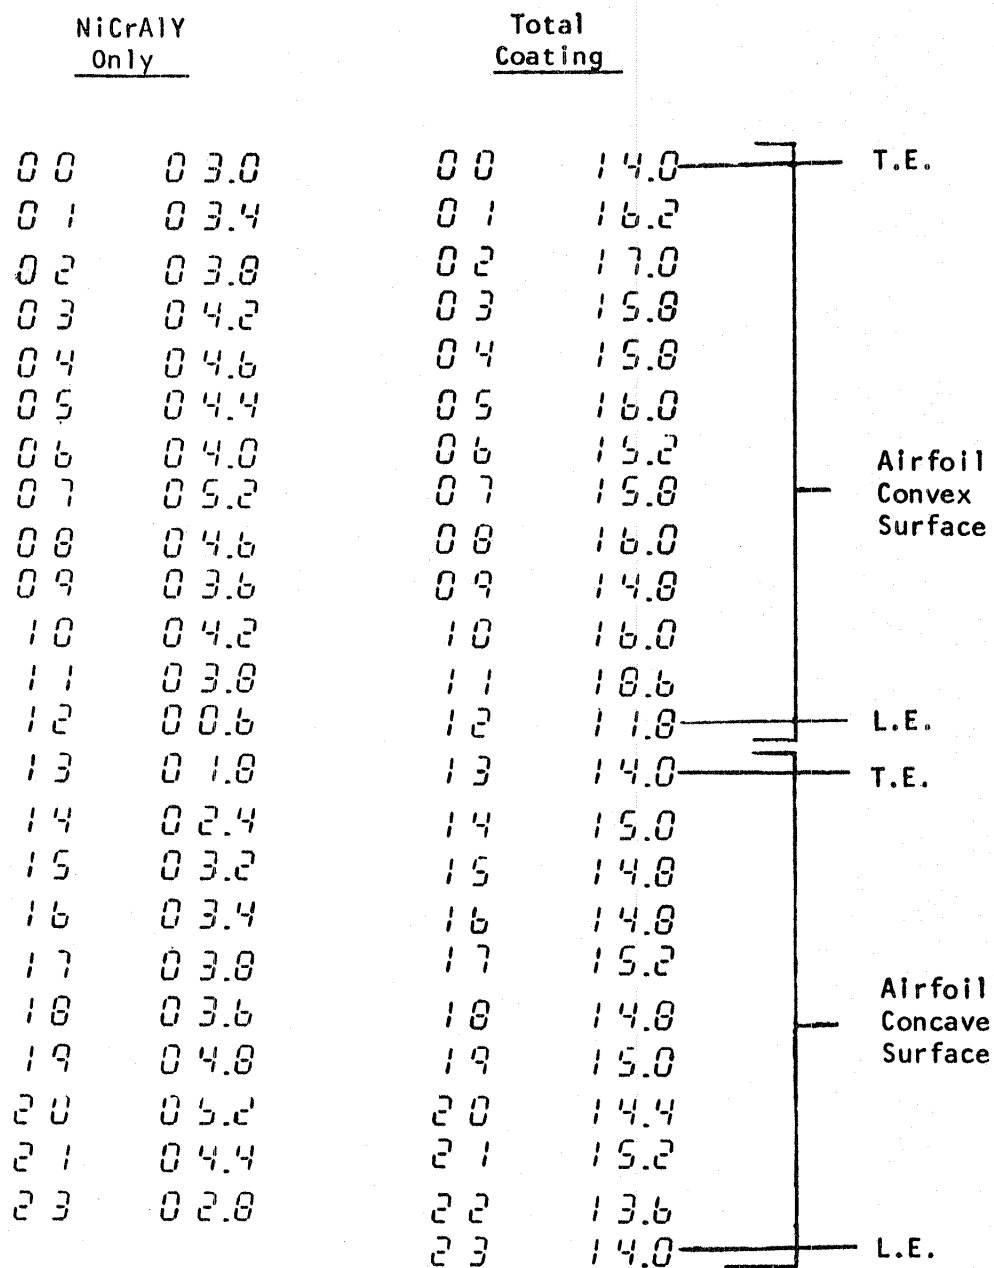 NiCrAlY Total
Only Coating
00 03.0 00 14.0 T.E.
01 03.4 01 16.2
02 03.8 02 17.0
03 04.2 03 15.8
04 04.6 04 15.8
05 04.4 05 16.0
06 04.0 06 15.2 Airfoil
07 05.2 07 15.8 Convex
08 04.6 08 16.0 Surface
09 03.6 09 14.8
10 04.2 10 16.0
11 03.8 11 18.6
12 00.6 12 11.8 L.E.
13 01.8 13 14.0 T.E.
14 02.4 14 15.0
15 03.2 15 14.8
16 03.4 16 14.8
17 03.8 17 15.2 Airfoil
18 03.6 18 14.8 Concave
19 04.8 19 15.0 Surface
20 05.2 20 14.4
21 04.4 21 15.2
23 02.8 22 13.6
23 14.0 L.E.